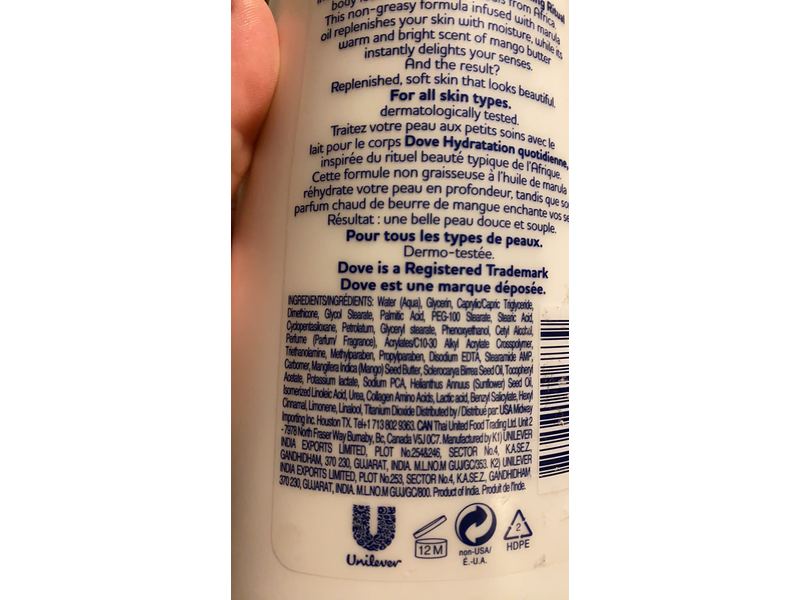 from Africa.
This non-greasy formula infused with marula
oil replenishes your skin with moisture, while its
warm and bright scent of mango butter
instantly delights your senses.
And the result?
Replenished, soft skin that looks beautiful.
For all skin types.
dermatologically tested.
Traitez votre peau aux petits soins avec le
lait pour le corps Dove Hydratation quotidienne,
inspirée du rituel beauté typique de l'Afrique.
Cette formule non graisseuse à l'huile de marula
réhydrate votre peau en profondeur, tandis que so
parfum chaud de beurre de mangue enchante vos se
Résultat : une belle peau douce et souple.
Pour tous les types de peaux.
Dermo-testée.
Dove is a Registered Trademark
Dove est une marque déposée.
INGREDIENTS/INGRÉDIENTS: Water (Aqua), Glycerin, Caprylic/Capric Triglyceride,
Dimethicone, Glycol Stearate, Palmitic Acid, PEG-100 Stearate, Stearic Acid,
Cyclopentasiloxane, Petrolatum, Glyceryl stearate, Phenoxyethanol, Cetyl Alcohol,
Perfume (Parfum/ Fragrance), Acrylates/C10-30 Alkyl Acrylate Crosspolymer,
Triethanolamine, Methylparaben, Propylparaben, Disodium EDTA, Stearamide AMP,
Carbomer, Mangifera Indica (Mango) Seed Butter, Sclerocarya Birrea Seed Oil, Tocopheryl
Acetate, Potassium lactate, Sodium PCA, Helianthus Annuus (Sunflower) Seed Oil,
Isomerized Linoleic Acid, Urea, Collagen Amino Acids, Lactic acid, Benzyl Salicylate, Hexyl
Cinnamal, Limonene, Linalool, Titanium Dioxide Distributed by / Distribué par: USA Midway
Importing Inc. Houston TX. Tel+1 713 802 9363. CAN Thai United Food Trading Ltd. Unit 2
- 7978 North Fraser Way Burnaby, Bc, Canada V5J 0C7. Manufactured by K1) UNILEVER
INDIA EXPORTS LIMITED, PLOT No.254&246, SECTOR No.4, K.A.SE.Z.,
GANDHIDHAM, 370 230, GUJARAT, INDIA. M.L.NO.M GUJ/GC/353. K2) UNILEVER
INDIA EXPORTS LIMITED, PLOT No.253, SECTOR No.4, K.A.SE.Z., GANDHIDHAM,
370 230, GUJARAT, INDIA. M.L.NO.M GUJ/GC/800. Product of India. Produit de l'Inde.
Unilever
12 M
non-USA/
É.-U.A.
2
HDPE